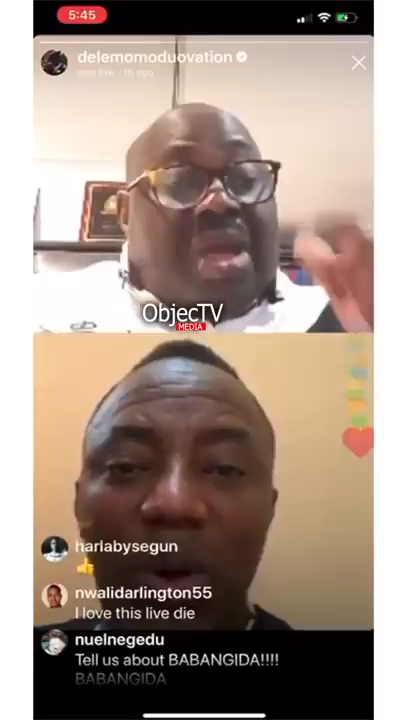 5:45
delemomoduovation
ObjecTV
MEDIA
harlabysegun
👍
nwalidarlington55
I love this live die
nuelnegedu
Tell us about BABANGIDA!!!!
BABANGIDA